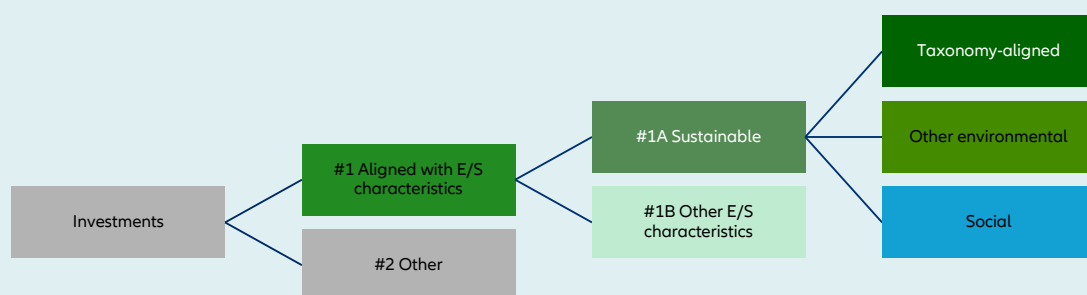 Taxonomy-aligned
#1A Sustainable
Other environmental
#1 Aligned with E/S
characteristics
Investments
#1B Other E/S
characteristics
Social
#2 Other